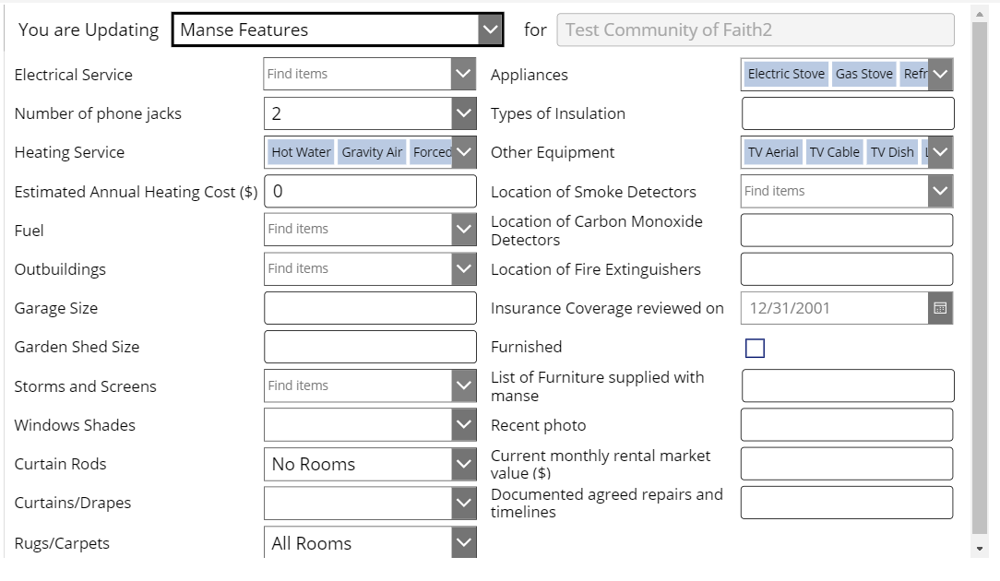 You are Updating Manse Features for Test Community of Faith2
Electrical Service Find items Appliances Electric Stove Gas Stove Refr
Number of phone jacks 2 Types of Insulation
Heating Service Hot Water Gravity Air Forced Other Equipment TV Aerial TV Cable TV Dish
Estimated Annual Heating Cost ($) 0 Location of Smoke Detectors Find items
Fuel Find items Location of Carbon Monoxide
Detectors
Outbuildings Find items Location of Fire Extinguishers
Garage Size Insurance Coverage reviewed on 12/31/2001
Garden Shed Size Furnished
Storms and Screens Find items List of Furniture supplied with
manse
Windows Shades Recent photo
Curtain Rods No Rooms Current monthly rental market
value ($)
Curtains/Drapes Documented agreed repairs and
timelines
Rugs/Carpets All Rooms